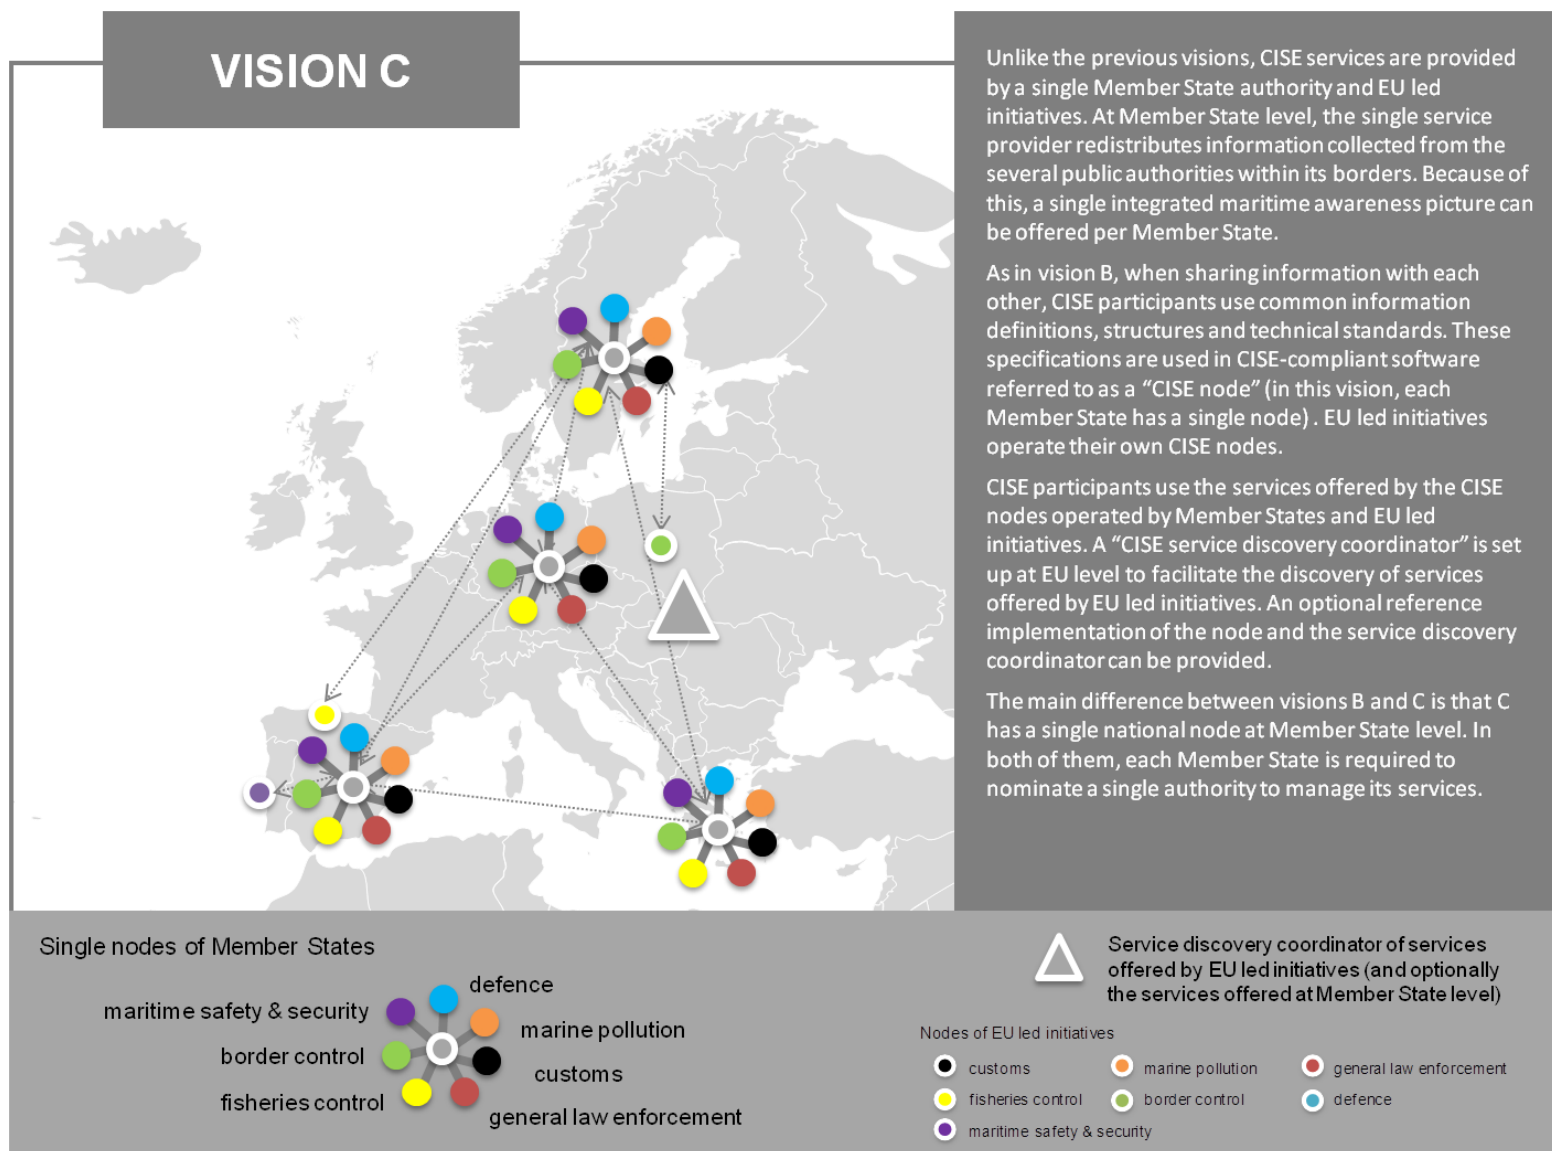 VISION C
Unlike the previous visions, CISE services are provided
by a single Member State authority and EU led
initiatives. At Member State level, the single service
provider redistributes information collected from the
several public authorities within its borders. Because of
this, a single integrated maritime awareness picture can
be offered per Member State.
As in vision B, when sharing information with each
other, CISE participants use common information
definitions, structures and technical standards. These
specifications are used in CISE-compliant software
referred to as a “CISE node” (in this vision, each
Member State has a single node) . EU led initiatives
operate their own CISE nodes.
CISE participants use the services offered by the CISE
nodes operated by Member States and EU led
initiatives. A “CISE service discovery coordinator” is set
up at EU level to facilitate the discovery of services
offered by EU led initiatives. An optional reference
implementation of the node and the service discovery
coordinator can be provided.
The main difference between visions B and C is that C
has a single national node at Member State level. In
both of them, each Member State is required to
nominate a single authority to manage its services.
Single nodes of Member States
defence
maritime safety & security
marine pollution
border control
customs
fisheries control
general law enforcement
Service discovery coordinator of services
offered by EU led initiatives (and optionally
the services offered at Member State level)
Nodes of EU led initiatives
customs
marine pollution
general law enforcement
fisheries control
border control
defence
maritime safety & security